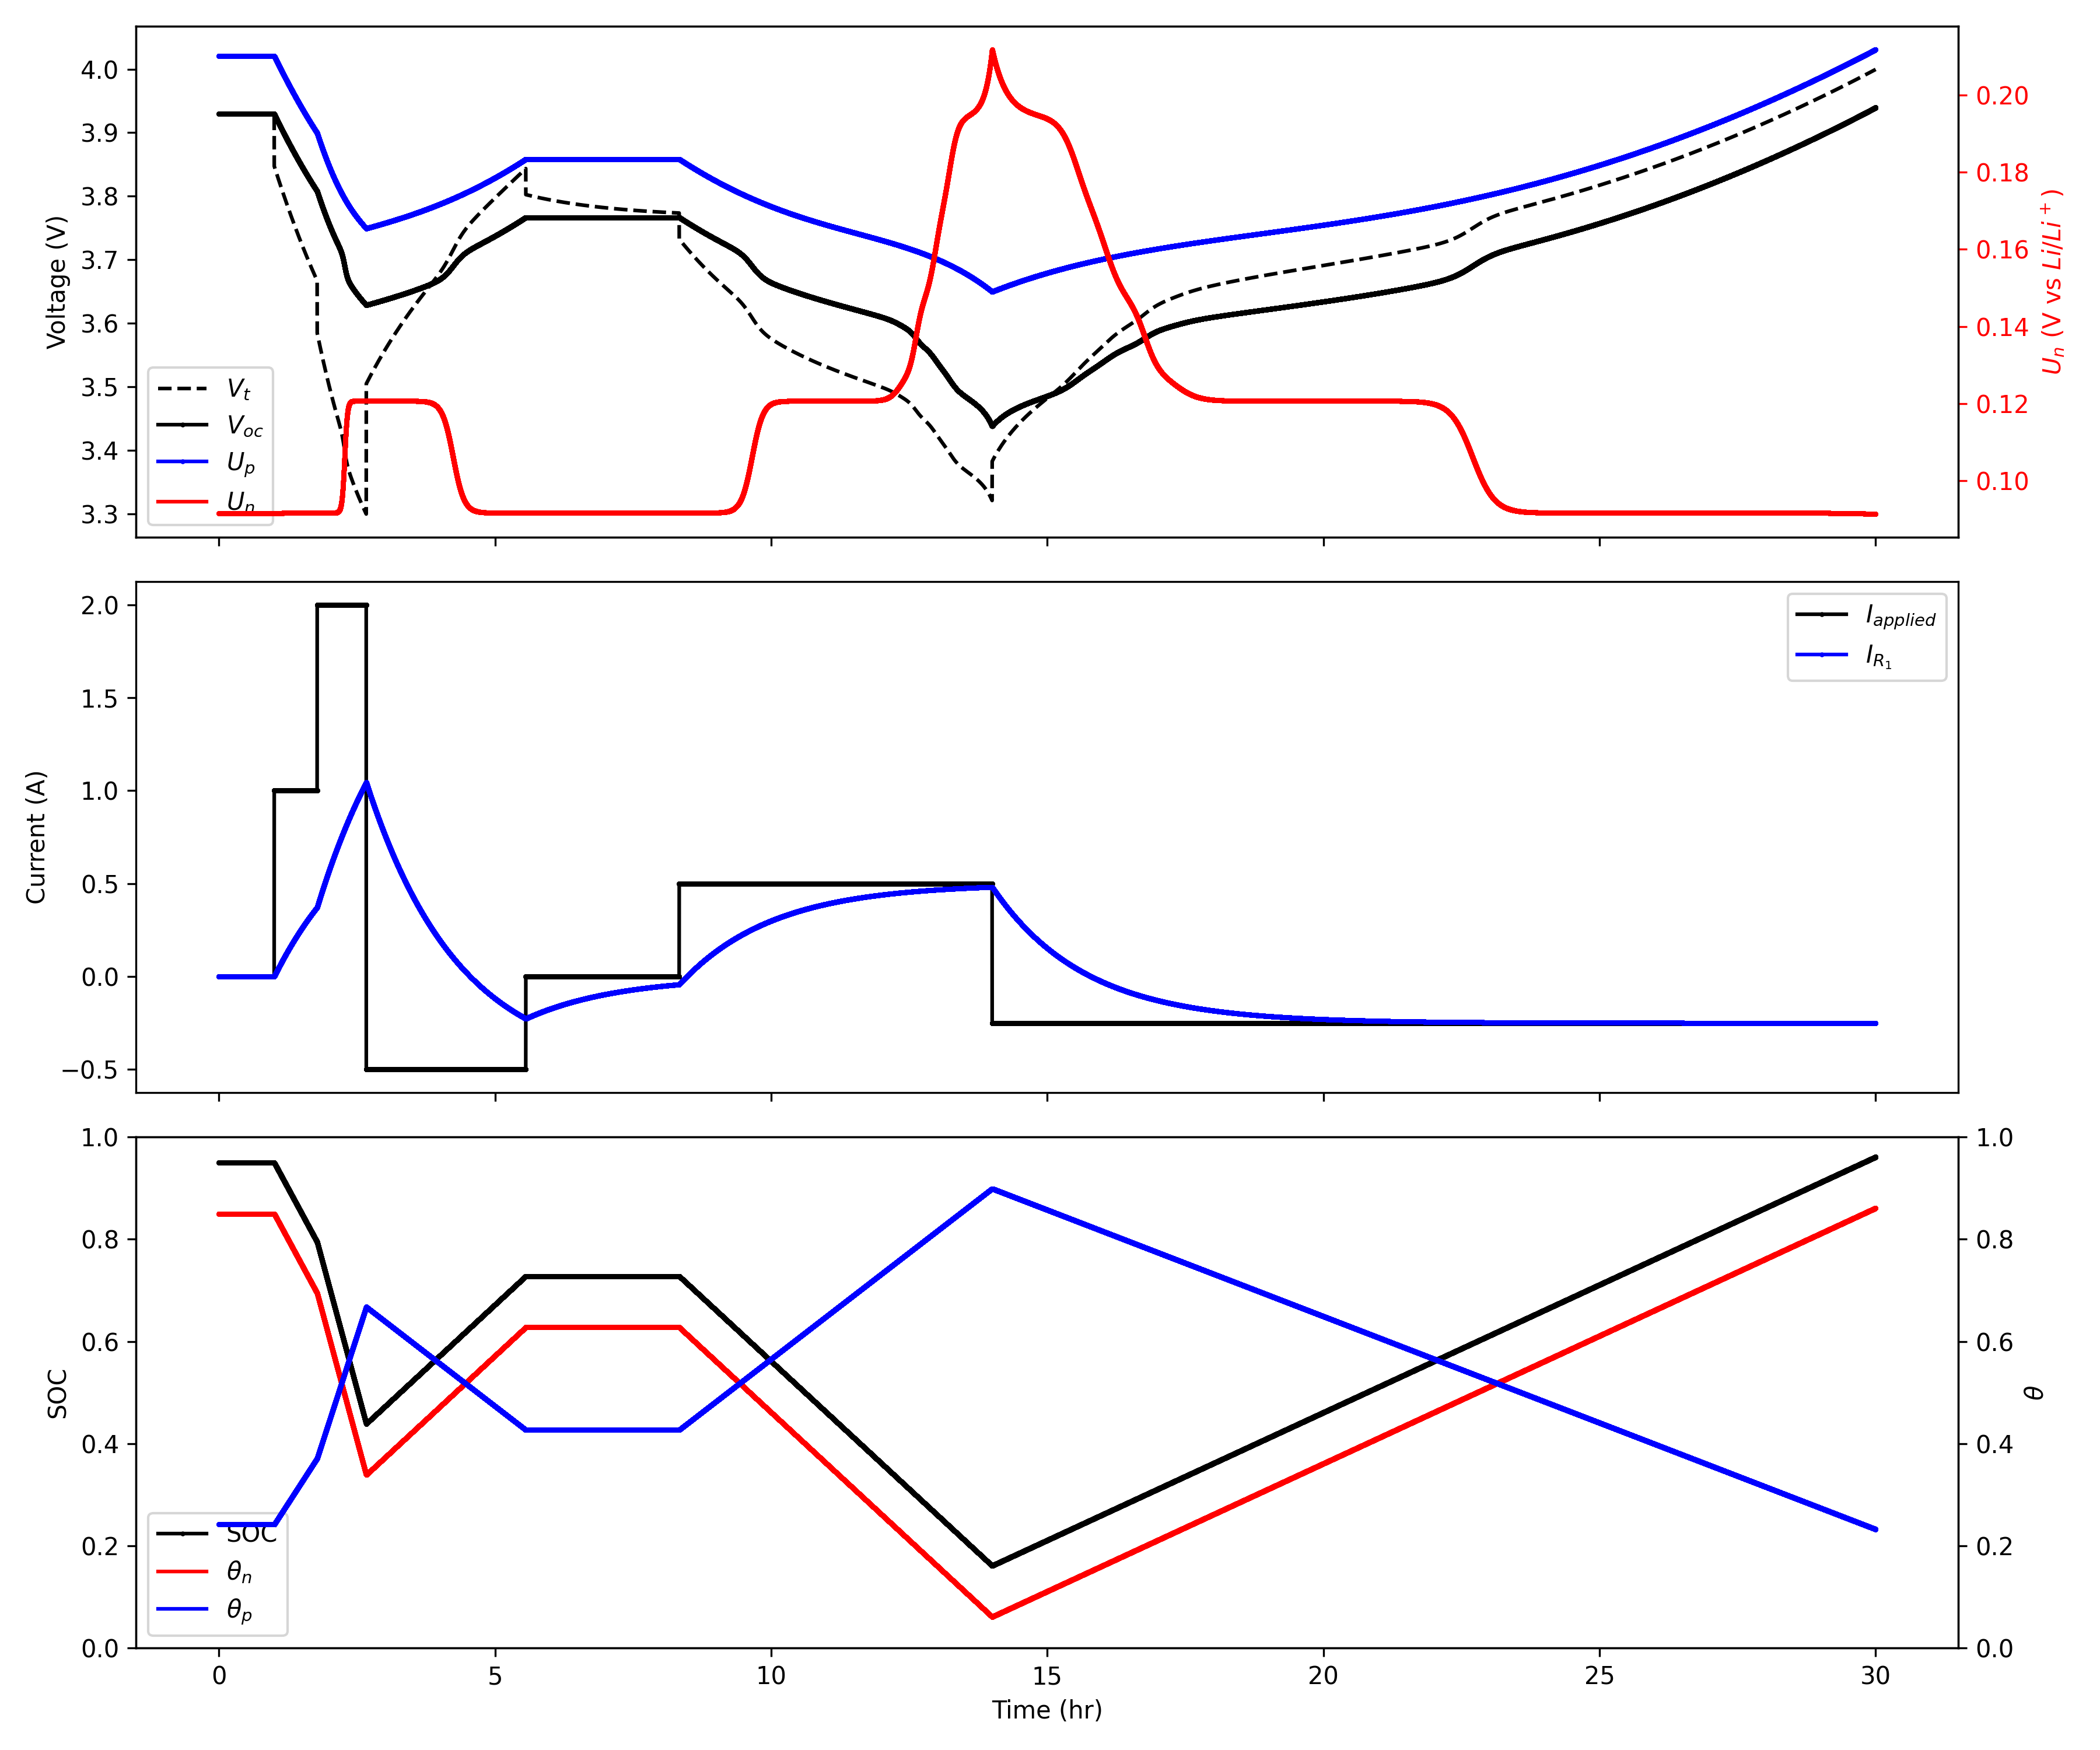 4.0
3.9
3.8
3.7
3.6
3.5
3.4
3.3
Voltage (V)
V_t
V_oc
U_p
U_n
0.20
0.18
0.16
0.14
0.12
0.10
U_n (V vs Li/Li^+)
2.0
1.5
1.0
0.5
0.0
−0.5
Current (A)
I_applied
I_R_1
1.0
0.8
0.6
0.4
0.2
0.0
SOC
SOC
θ_n
θ_p
1.0
0.8
0.6
0.4
0.2
0.0
θ
0 5 10 15 20 25 30
Time (hr)